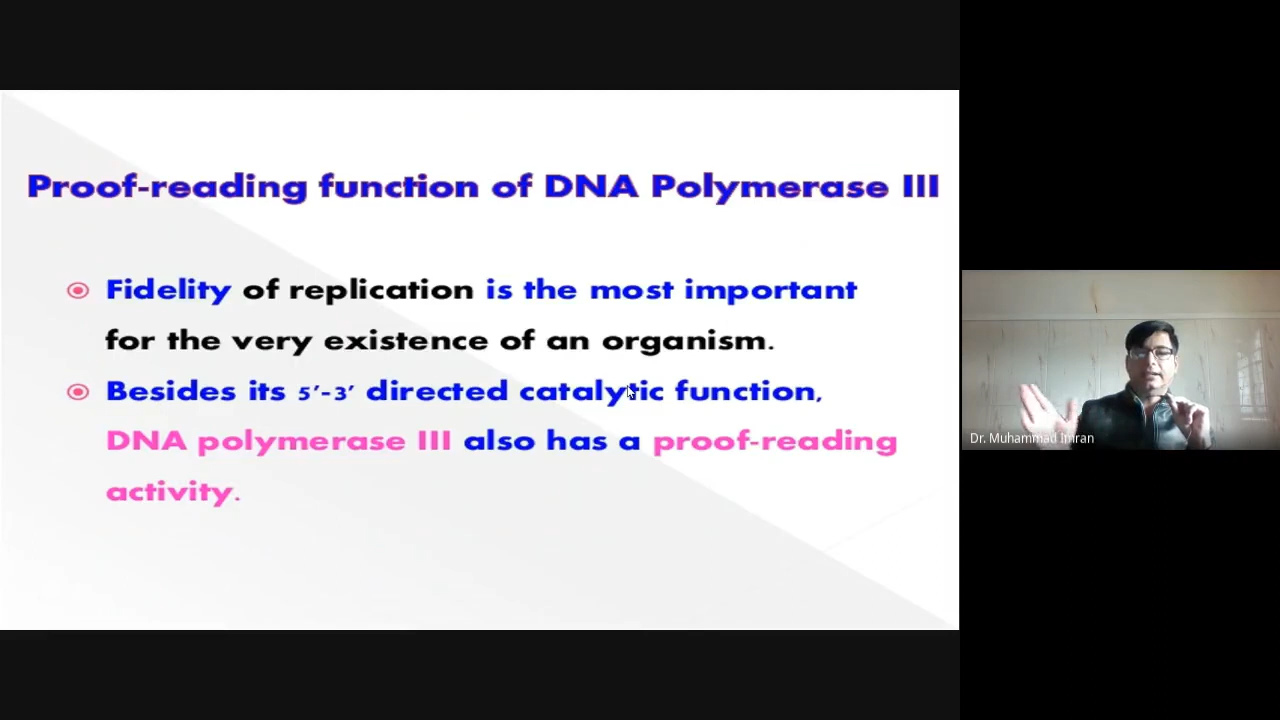 Proof-reading function of DNA Polymerase III
Fidelity of replication is the most important
for the very existence of an organism.
Besides its 5’-3’ directed catalytic function,
DNA polymerase III also has a proof-reading
activity.
Dr. Muhammad Imran